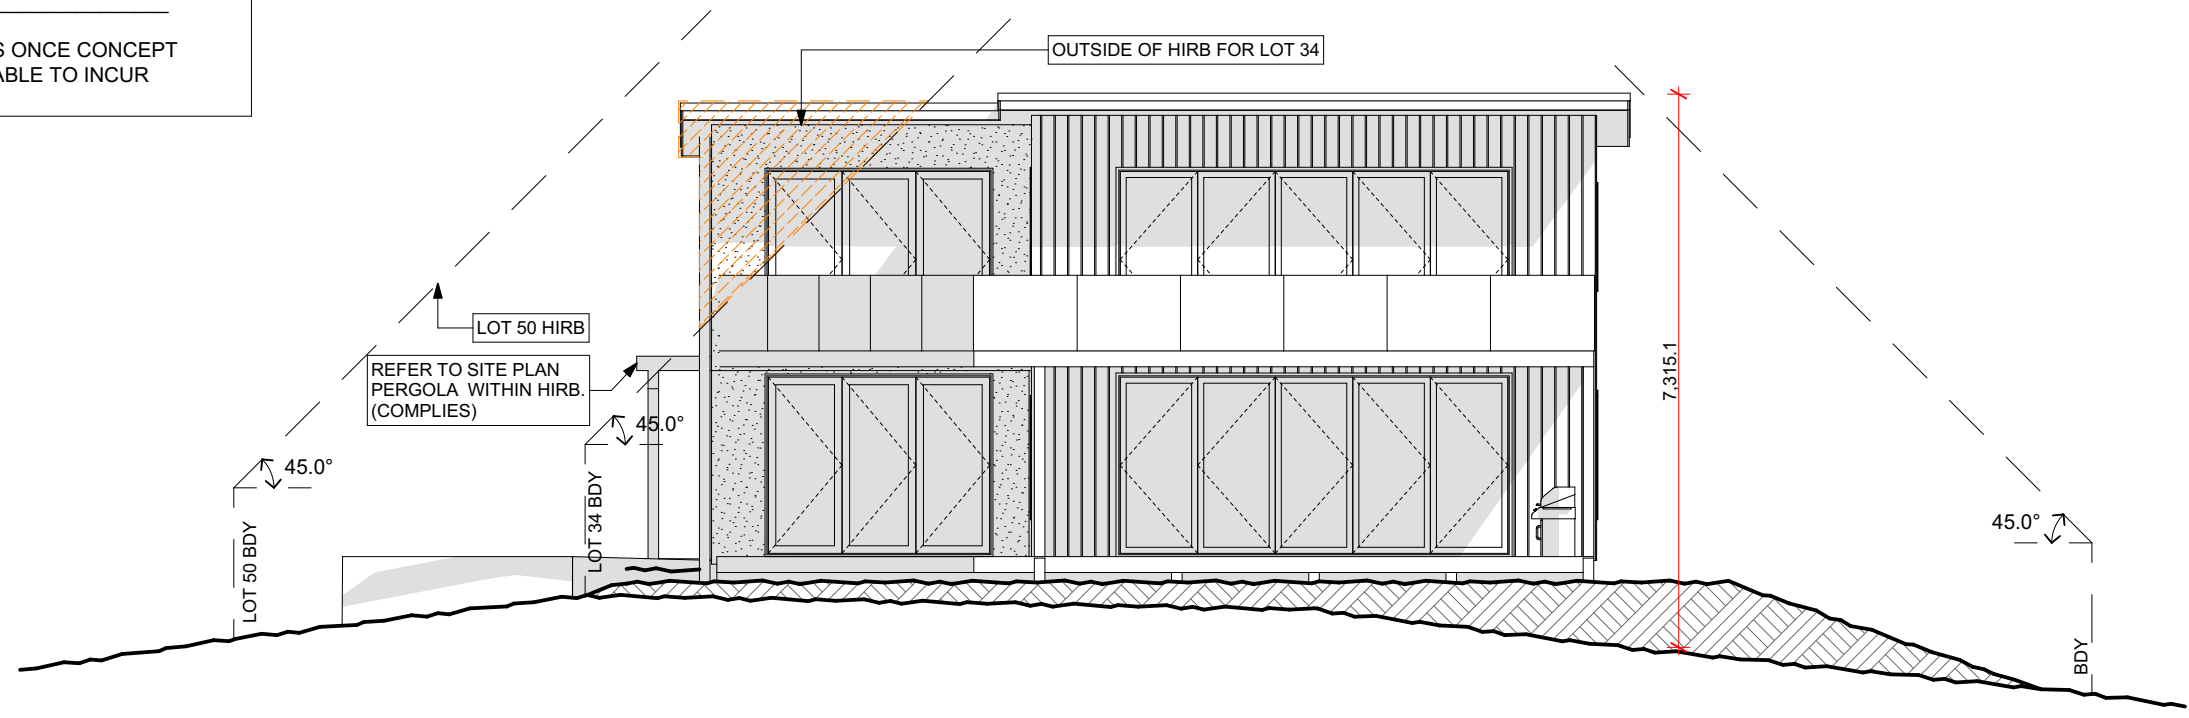 S ONCE CONCEPT
ABLE TO INCUR
OUTSIDE OF HIRB FOR LOT 34
LOT 50 HIRB
REFER TO SITE PLAN
PERGOLA WITHIN HIRB.
(COMPLIES)
7,315.1
45.0°
45.0°
45.0°
LOT 50 BDY
LOT 34 BDY
BDY